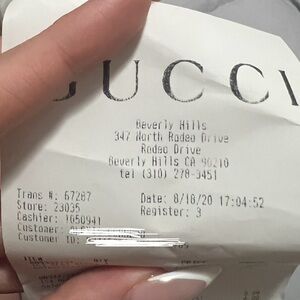 GUCCI
Beverly Hills
347 North Rodeo Drive
Rodeo Drive
Beverly Hills CA 90210
tel (310) 278-3451
Trans #: 67287 Date: 8/16/20 17:04:52
Store: 23035 Register: 3
Cashier: 1050941
Customer:
Customer ID: